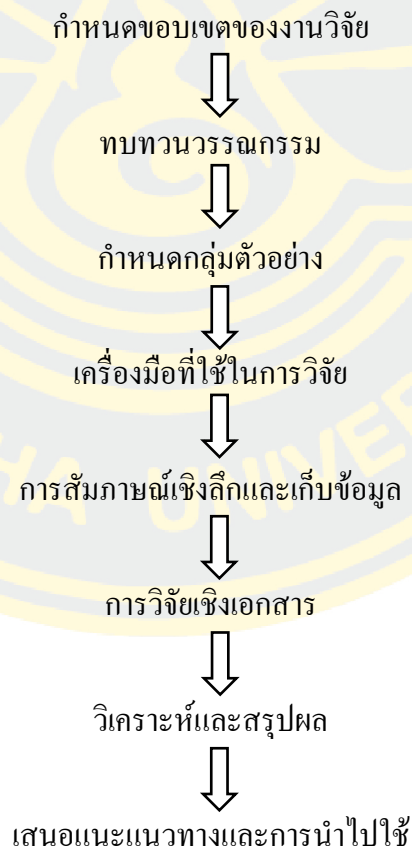 กำหนดขอบเขตของงานวิจัย
ทบทวนวรรณกรรม
กำหนดกลุ่มตัวอย่าง
เครื่องมือที่ใช้ในการวิจัย
การสัมภาษณ์เชิงลึกและเก็บข้อมูล
HA UNIVE
การวิจัยเชิงเอกสาร
วิเคราะห์และสรุปผล
เสนอแนะแนวทางและการนำไปใช้